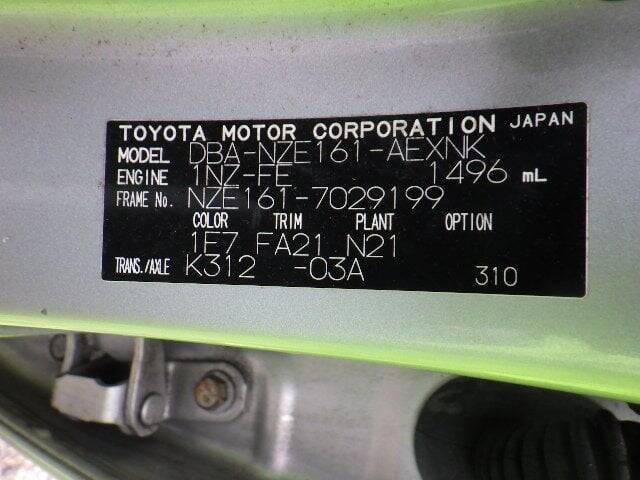 TOYOTA MOTOR CORPORATION JAPAN
MODEL DBA-NZE161-AEXNK
ENGINE 1NZ-FE 1496 mL
FRAME No. NZE161-7029199
COLOR TRIM PLANT OPTION
1E7 FA21 N21
TRANS./AXLE K312 -03A 310